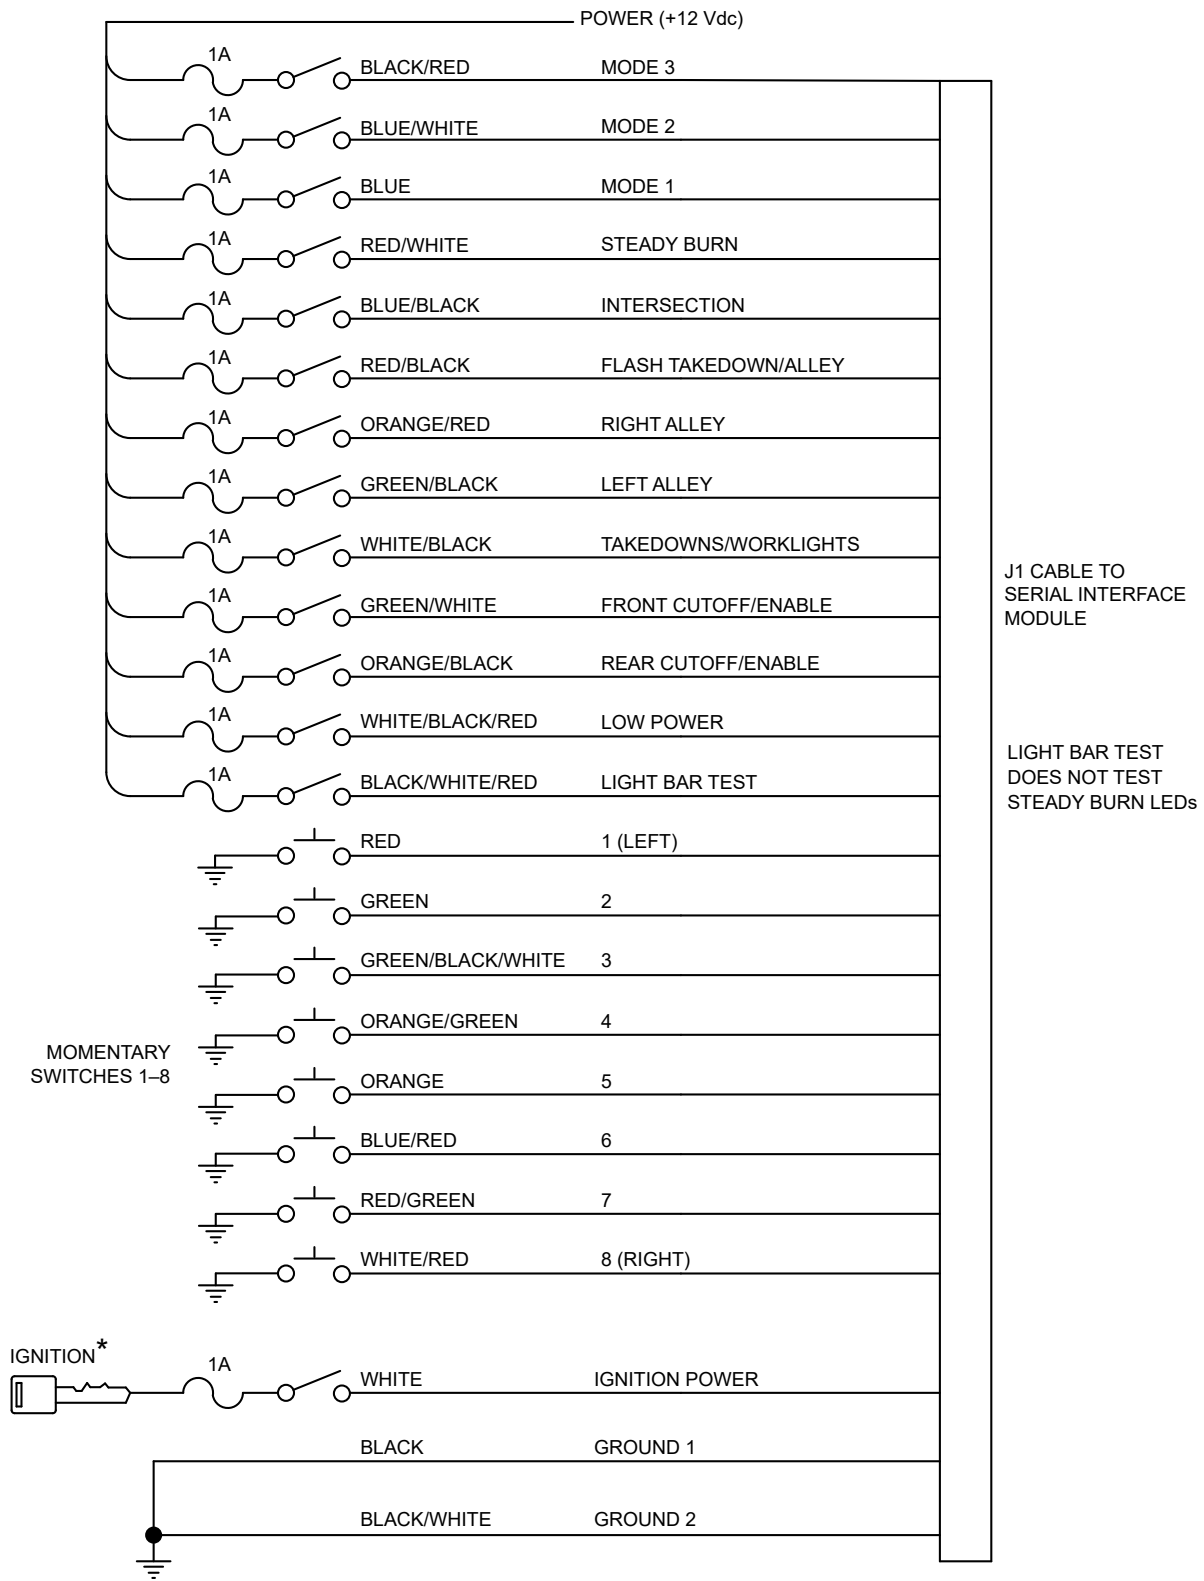 POWER (+12 Vdc)
1A BLACK/RED MODE 3
1A BLUE/WHITE MODE 2
1A BLUE MODE 1
1A RED/WHITE STEADY BURN
1A BLUE/BLACK INTERSECTION
1A RED/BLACK FLASH TAKEDOWN/ALLEY
1A ORANGE/RED RIGHT ALLEY
1A GREEN/BLACK LEFT ALLEY
1A WHITE/BLACK TAKEDOWNS/WORKLIGHTS
1A GREEN/WHITE FRONT CUTOFF/ENABLE
1A ORANGE/BLACK REAR CUTOFF/ENABLE
1A WHITE/BLACK/RED LOW POWER
1A BLACK/WHITE/RED LIGHT BAR TEST
J1 CABLE TO
SERIAL INTERFACE
MODULE
LIGHT BAR TEST
DOES NOT TEST
STEADY BURN LEDs
RED 1 (LEFT)
GREEN 2
GREEN/BLACK/WHITE 3
ORANGE/GREEN 4
ORANGE 5
BLUE/RED 6
RED/GREEN 7
WHITE/RED 8 (RIGHT)
MOMENTARY
SWITCHES 1–8
IGNITION*
1A WHITE IGNITION POWER
BLACK GROUND 1
BLACK/WHITE GROUND 2